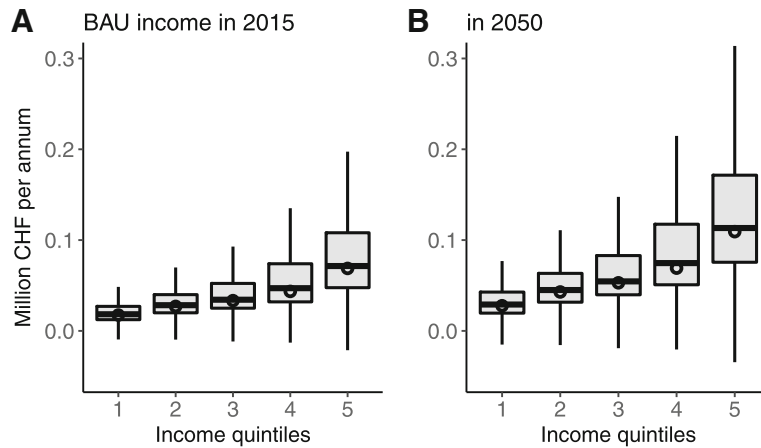 A BAU income in 2015
Million CHF per annum
0.3
0.2
0.1
0.0
1 2 3 4 5
Income quintiles
B in 2050
0.3
0.2
0.1
0.0
1 2 3 4 5
Income quintiles